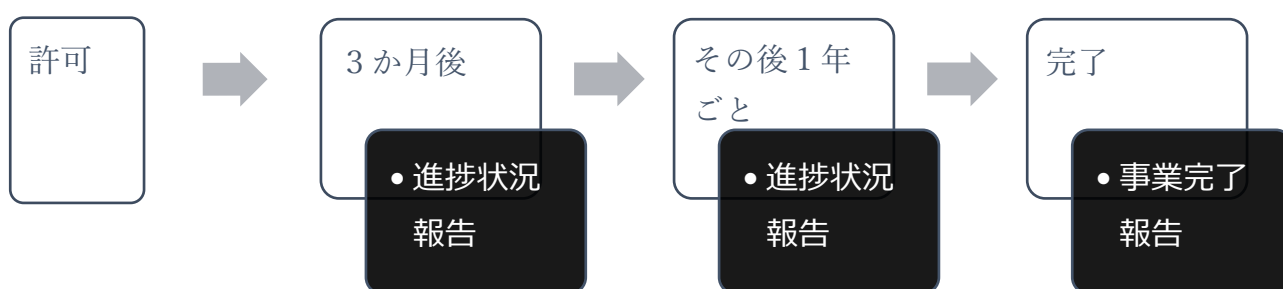 許可
３か月後
• 進捗状況
報告
その後１年
ごと
• 進捗状況
報告
完了
• 事業完了
報告